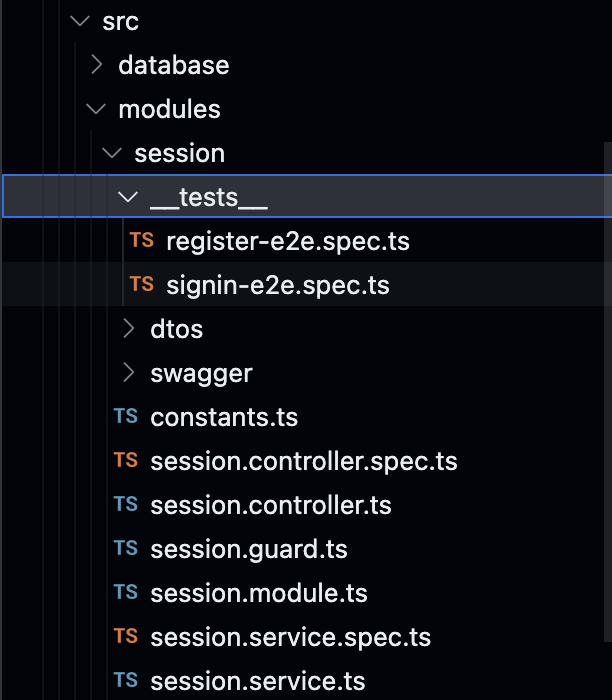 src
database
modules
session
__tests__
TS register-e2e.spec.ts
TS signin-e2e.spec.ts
dtos
swagger
TS constants.ts
TS session.controller.spec.ts
TS session.controller.ts
TS session.guard.ts
TS session.module.ts
TS session.service.spec.ts
TS session.service.ts